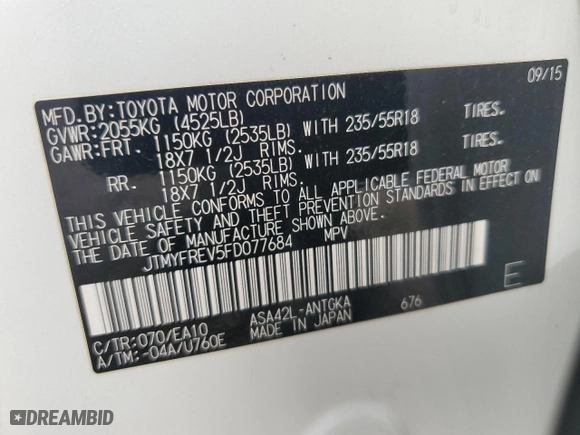 09/15
MFD.BY:TOYOTA MOTOR CORPORATION
GVWR:2055KG (4525LB)
GAWR:FRT. 1150KG (2535LB) WITH 235/55R18 TIRES.
18X7 1/2J RIMS.
RR. 1150KG (2535LB) WITH 235/55R18 TIRES.
18X7 1/2J RIMS.
THIS VEHICLE CONFORMS TO ALL APPLICABLE FEDERAL MOTOR
VEHICLE SAFETY AND THEFT PREVENTION STANDARDS IN EFFECT ON
THE DATE OF MANUFACTURE SHOWN ABOVE.
JTMYFREV5FD077684 MPV
E
C/TR:070/EA10 ASA42L-ANTGKA 676
A/TM:-04A/U760E MADE IN JAPAN
DREAMBID